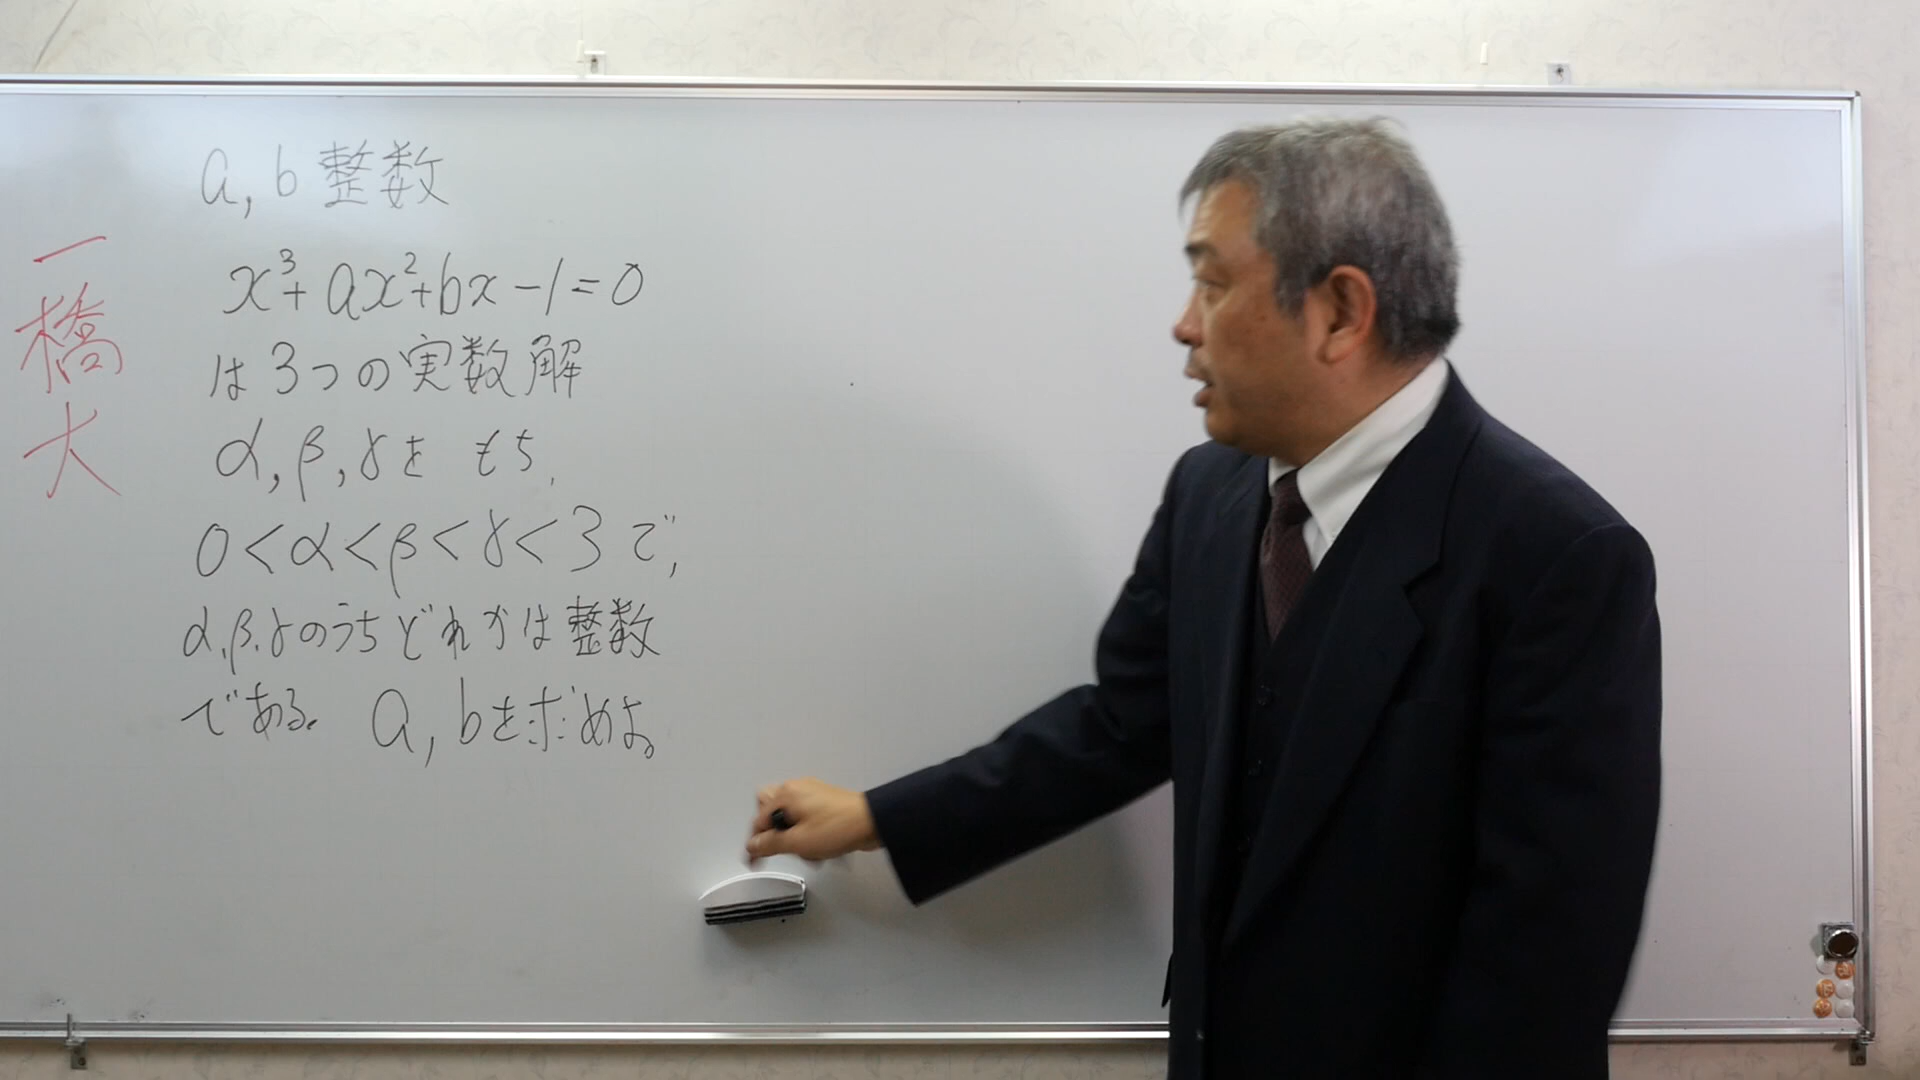 一橋大
a, b 整数
x³+ax²+bx-1=0
は3つの実数解
α,β,γを もち,
0<α<β<γ<3で,
α,β,γのうちどれかは整数
である。 a, bを求めよ。